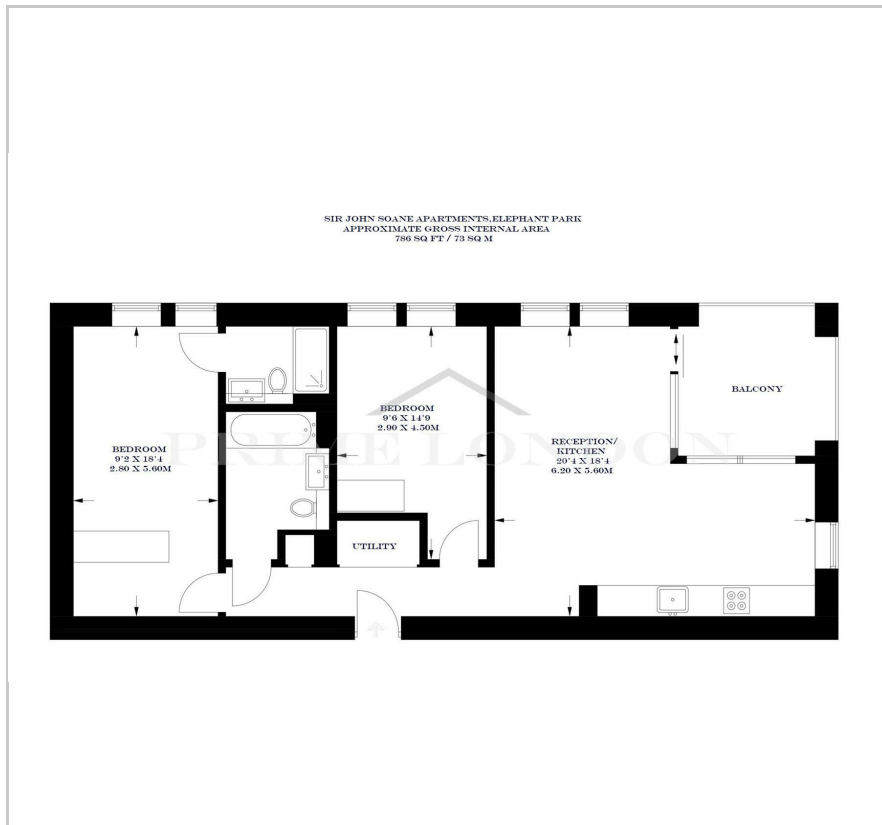 SIR JOHN SOANE APARTMENTS,ELEPHANT PARK
APPROXIMATE GROSS INTERNAL AREA
786 SQ FT / 73 SQ M
BALCONY
BEDROOM
9'6 X 14'9
2.90 X 4.50M
BEDROOM
9'2 X 18'4
2.80 X 5.60M
RECEPTION/
KITCHEN
20'4 X 18'4
6.20 X 5.60M
PRIME LONDON
UTILITY